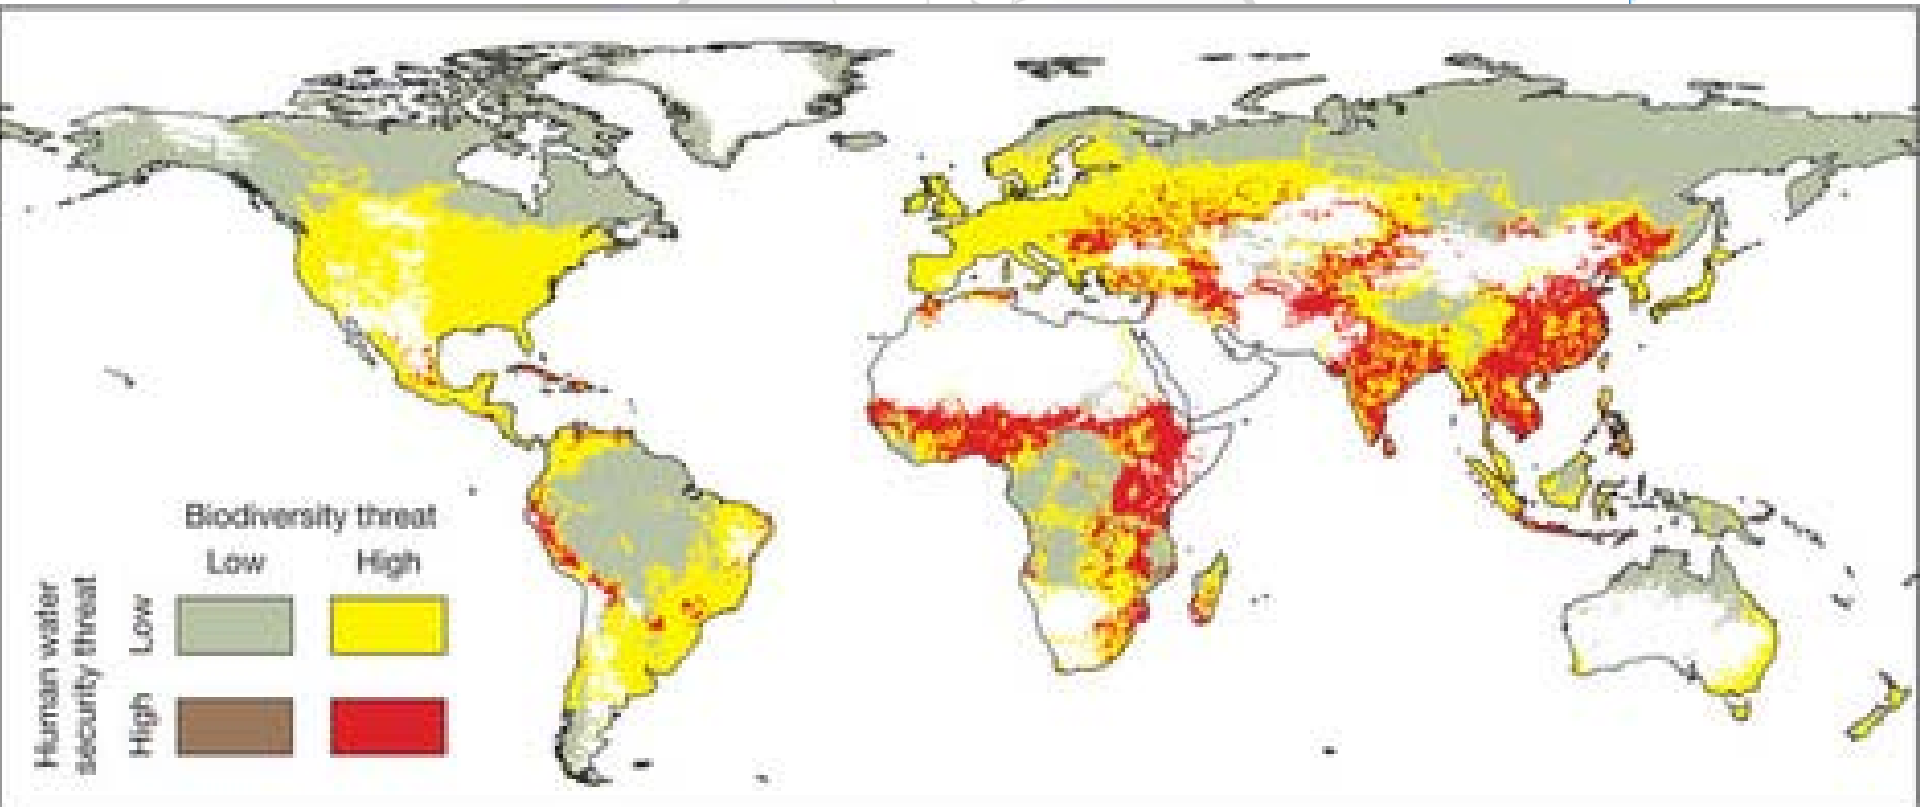 Biodiversity threat
Low High
Human water
security threat
Low
High